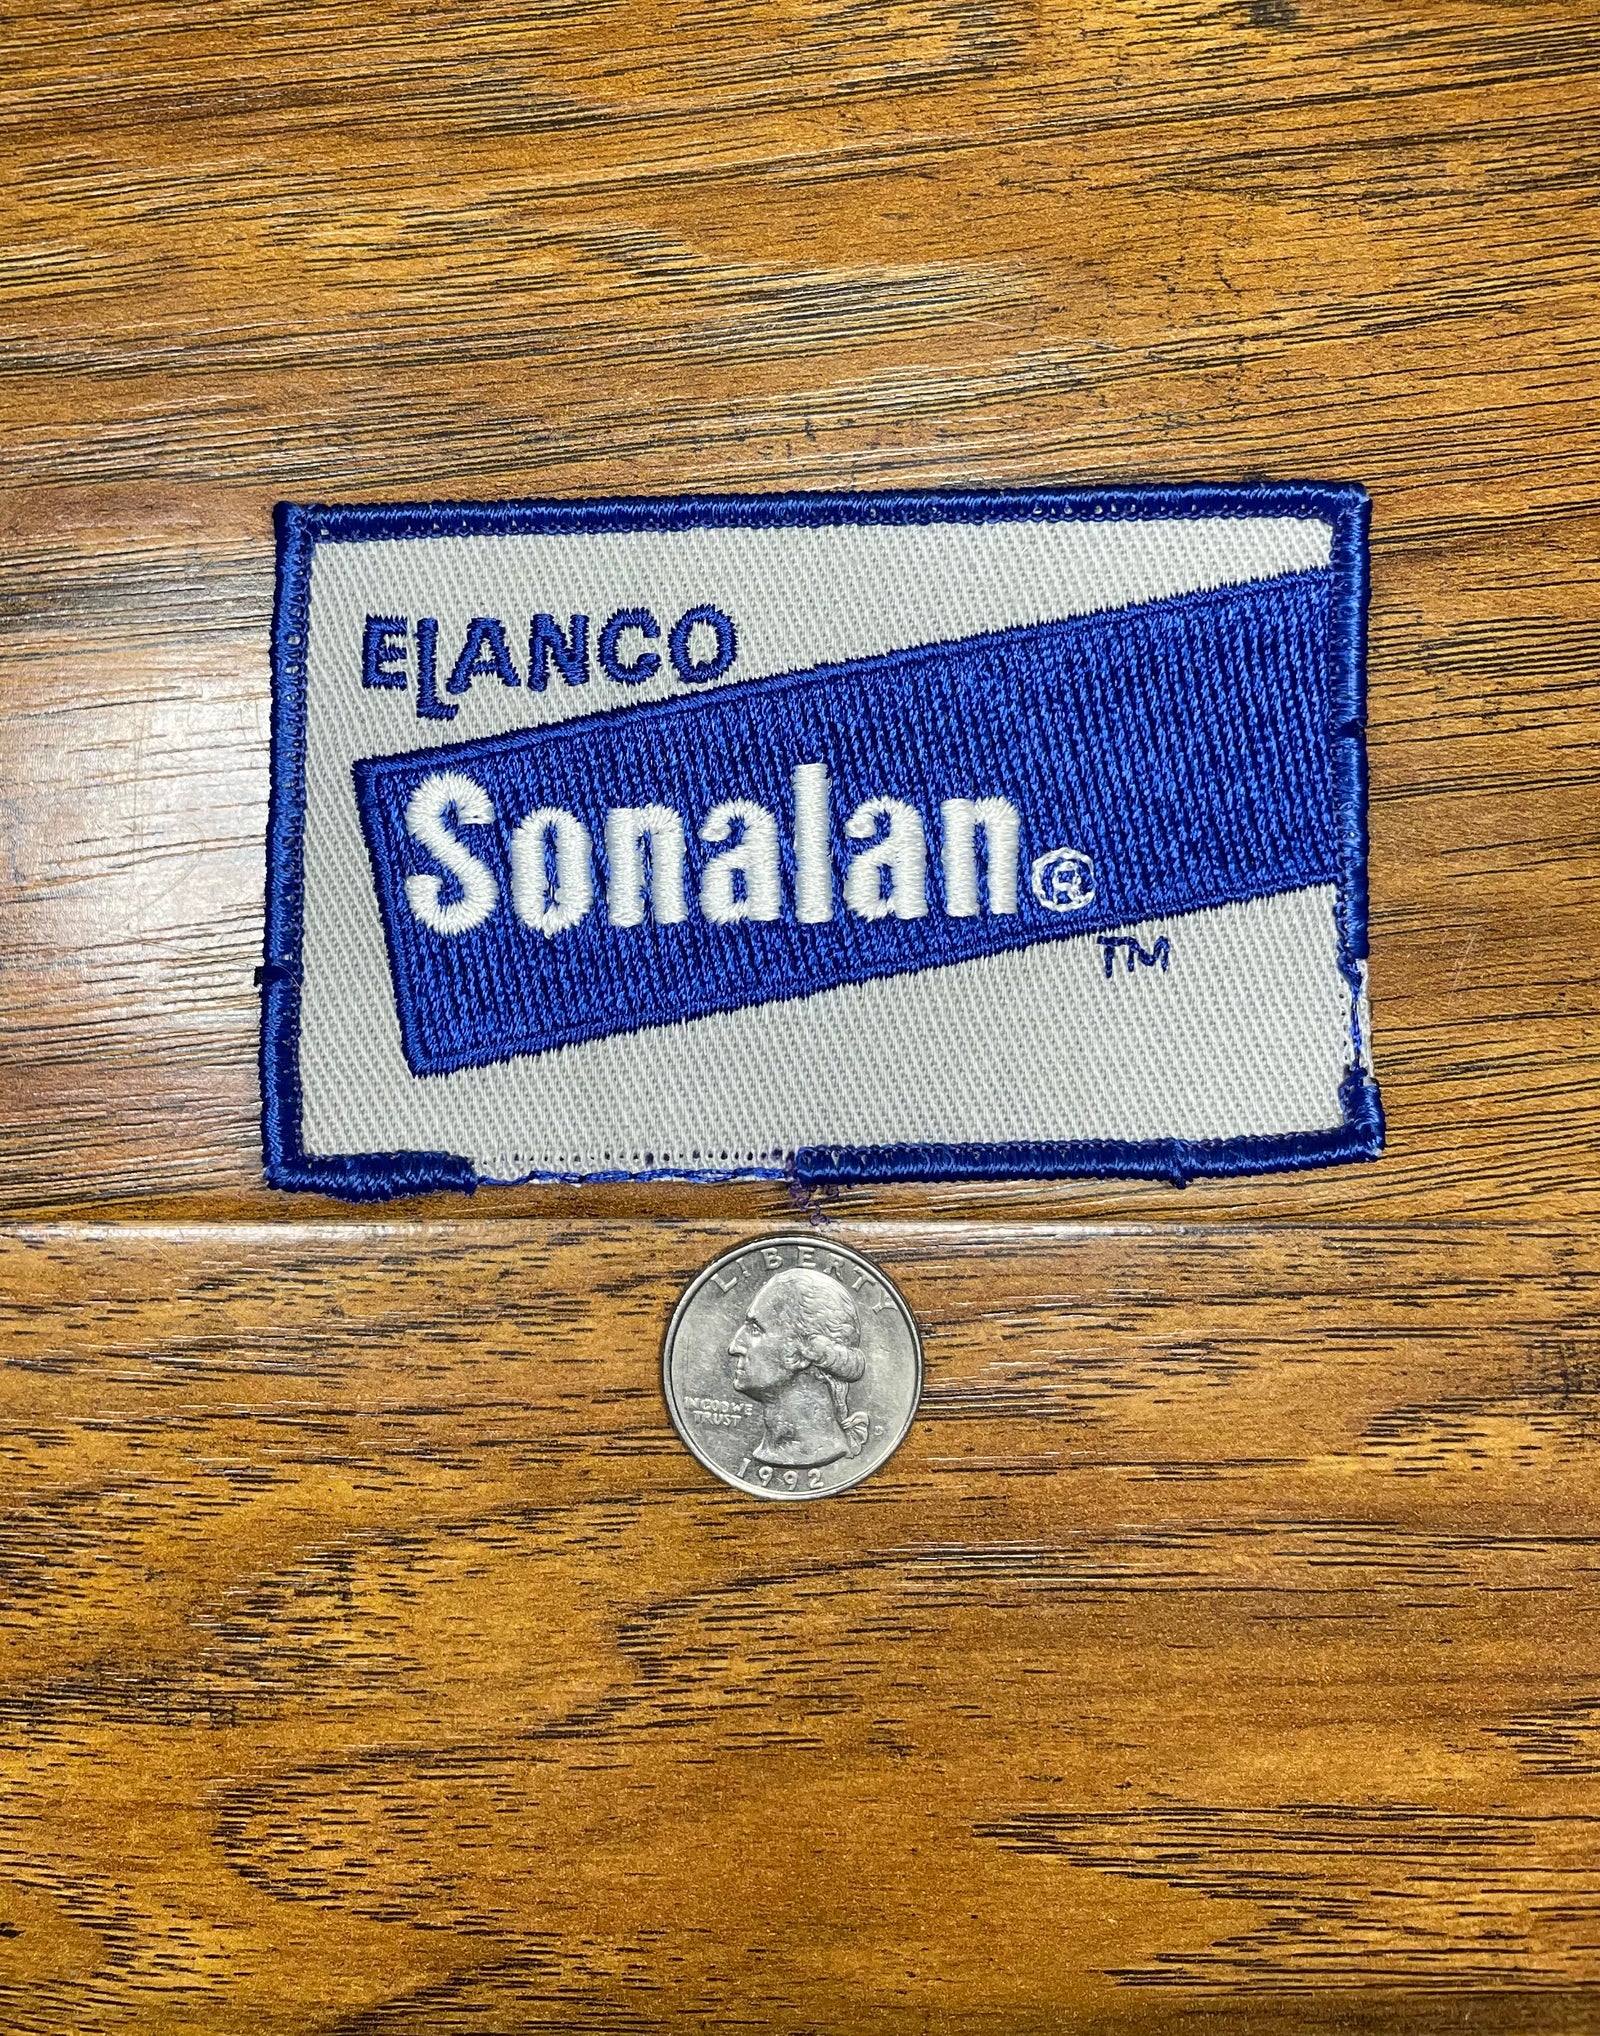 ELANCO
Sonalan®
TM
LIBERTY
IN GOD WE
TRUST
D
1992